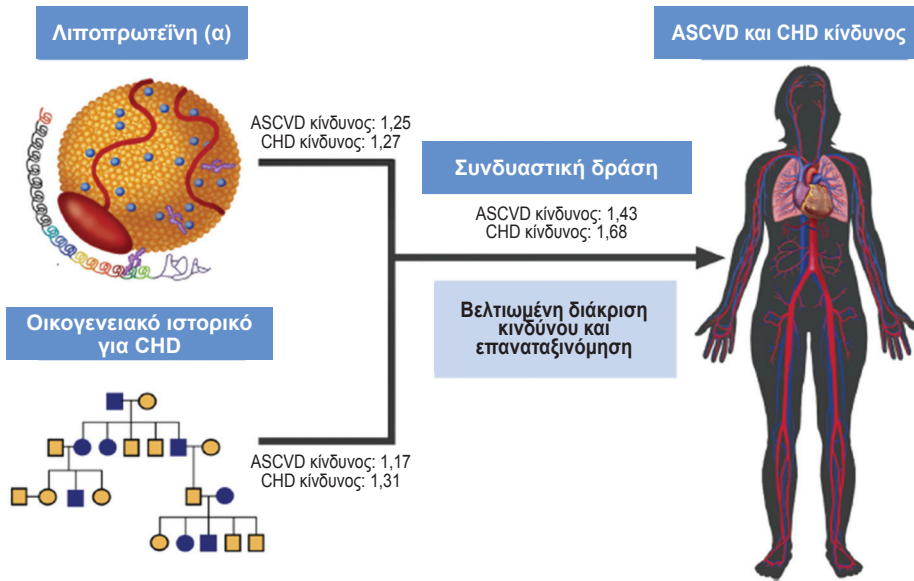 Λιποπρωτεΐνη (α)
ASCVD κίνδυνος: 1,25
CHD κίνδυνος: 1,27
Οικογενειακό ιστορικό
για CHD
ASCVD κίνδυνος: 1,17
CHD κίνδυνος: 1,31
Συνδυαστική δράση
ASCVD κίνδυνος: 1,43
CHD κίνδυνος: 1,68
Βελτιωμένη διάκριση
κινδύνου και
επαναταξινόμηση
ASCVD και CHD κίνδυνος